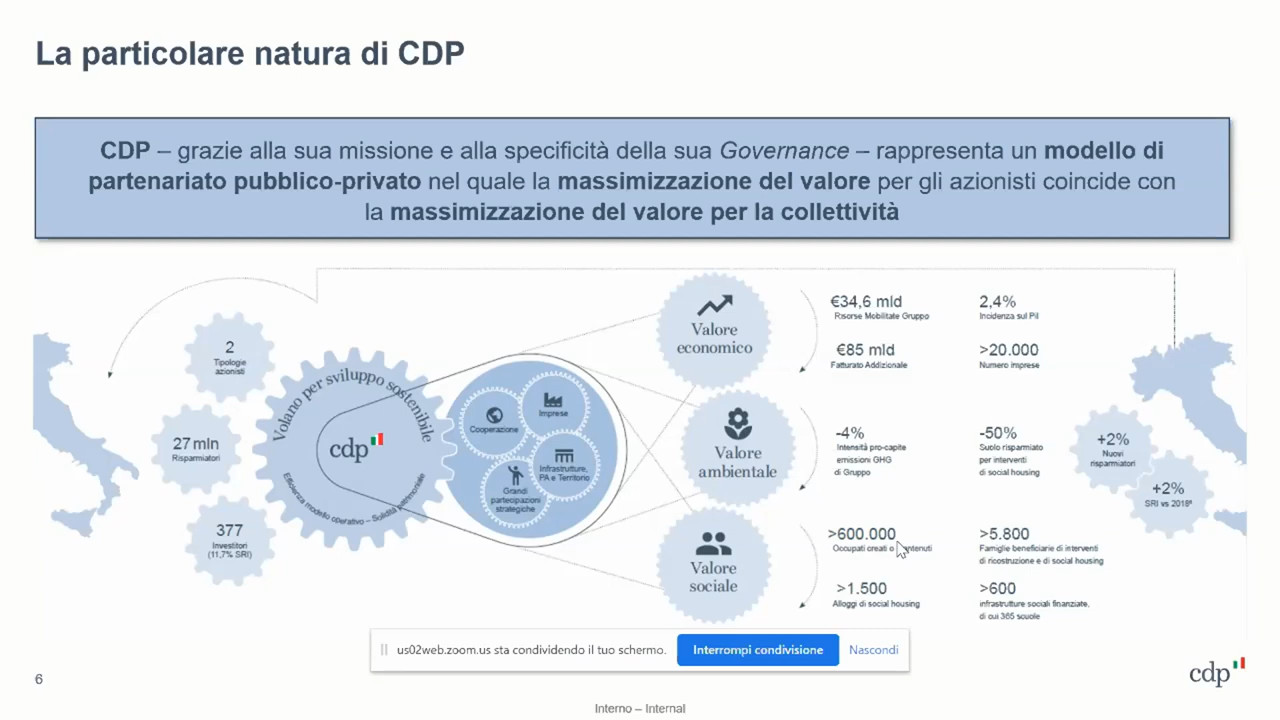 La particolare natura di CDP
CDP – grazie alla sua missione e alla specificità della sua Governance – rappresenta un modello di
partenariato pubblico-privato nel quale la massimizzazione del valore per gli azionisti coincide con
la massimizzazione del valore per la collettività
2
Tipologie
azionisti
27 mln
Risparmiatori
377
Investitori
(11,7% SRI)
Volano per sviluppo sostenibile
cdp
Efficienza modello operativo – Solidità patrimoniale
Cooperazione
Imprese
Infrastrutture,
PA e Territorio
Grandi
partecipazioni
strategiche
Valore
economico
€34,6 mld
Risorse Mobilitate Gruppo
2,4%
Incidenza sul Pil
€85 mld
Fatturato Addizionale
>20.000
Numero imprese
Valore
ambientale
-4%
Intensità pro-capite
emissioni GHG
di Gruppo
-50%
Suolo risparmiato
per interventi
di social housing
Valore
sociale
>600.000
Occupati creati o
>5.800
Famiglie beneficiarie di interventi
di ricostruzione e di social housing
>1.500
Alloggi di social housing
>600
infrastrutture sociali finanziate,
di cui 365 scuole
+2%
Nuovi
risparmiatori
+2%
SRI vs 2018
us02web.zoom.us sta condividendo il tuo schermo.
Interrompi condivisione
Nascondi
6
cdp
Interno – Internal